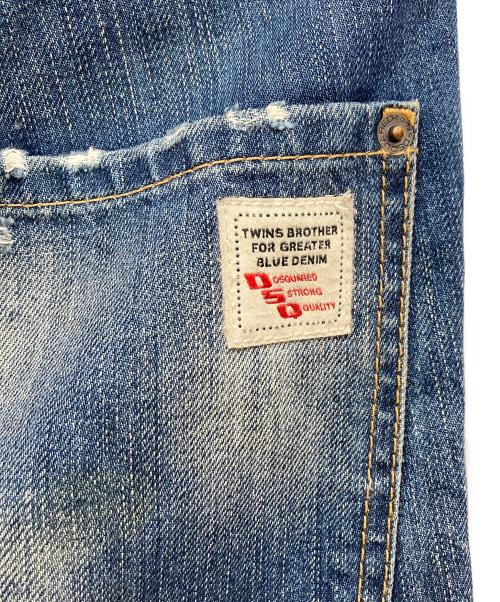 TWINS BROTHER
FOR GREATER
BLUE DENIM
DSQUARED
STRONG
QUALITY